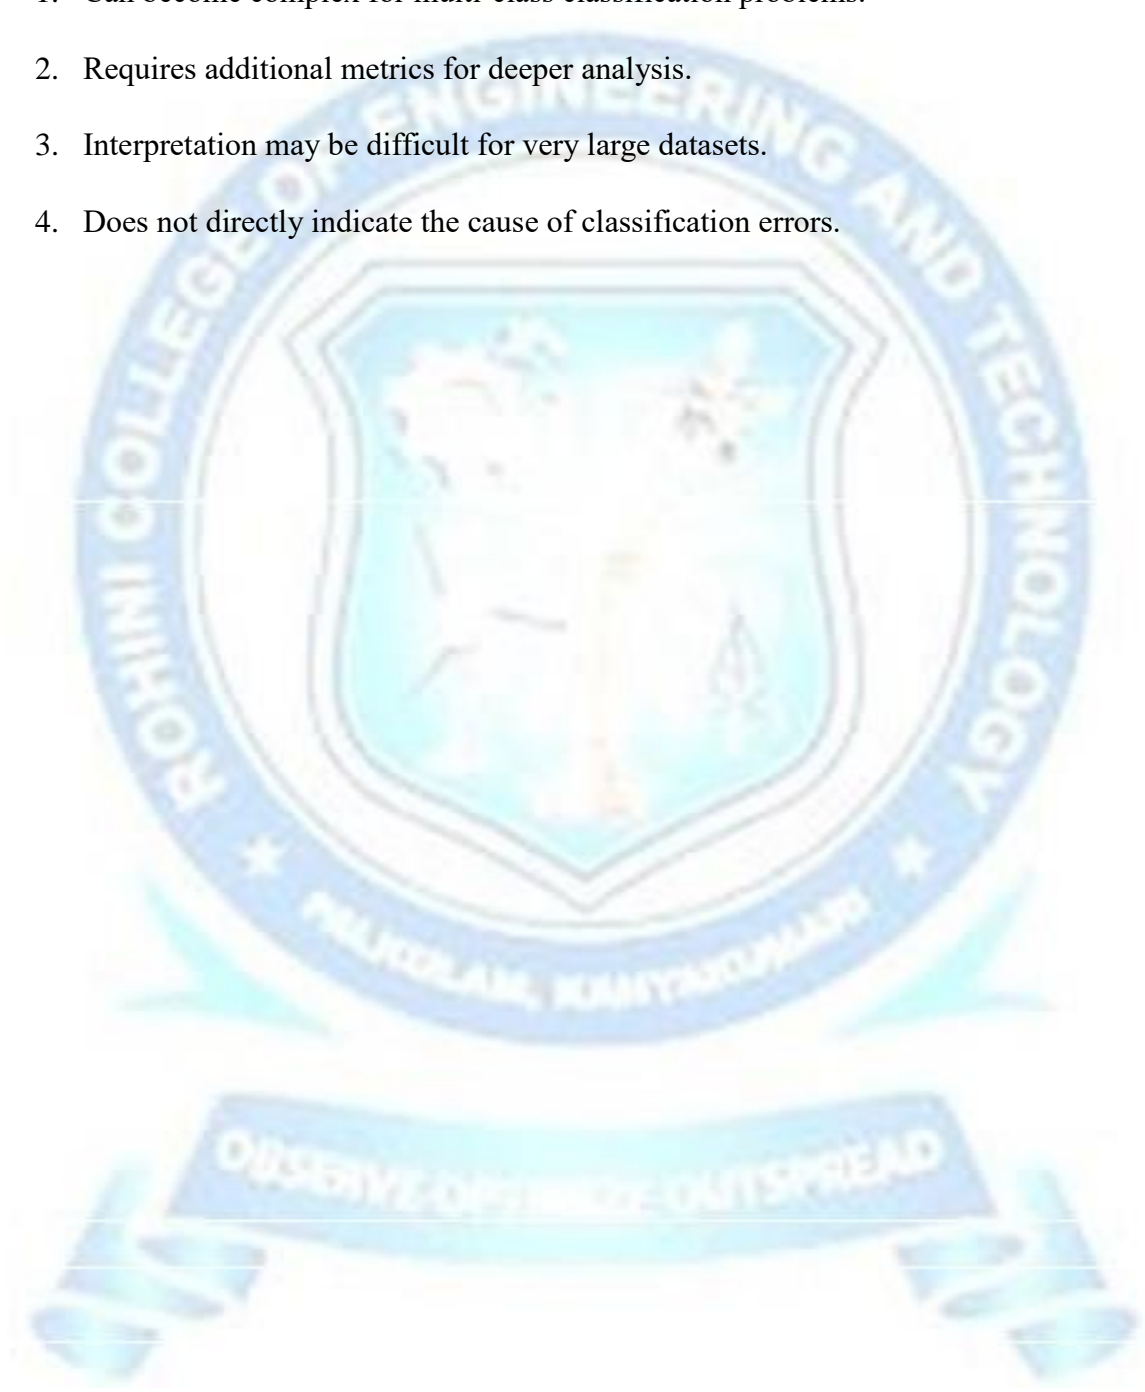 1. Can become complex for multi-class classification problems.
2. Requires additional metrics for deeper analysis.
3. Interpretation may be difficult for very large datasets.
4. Does not directly indicate the cause of classification errors.
ROHINI COLLEGE OF ENGINEERING AND TECHNOLOGY
PALKULAM, KANYAKUMARI
OBSERVE OPTIMIZE OUTSPREAD